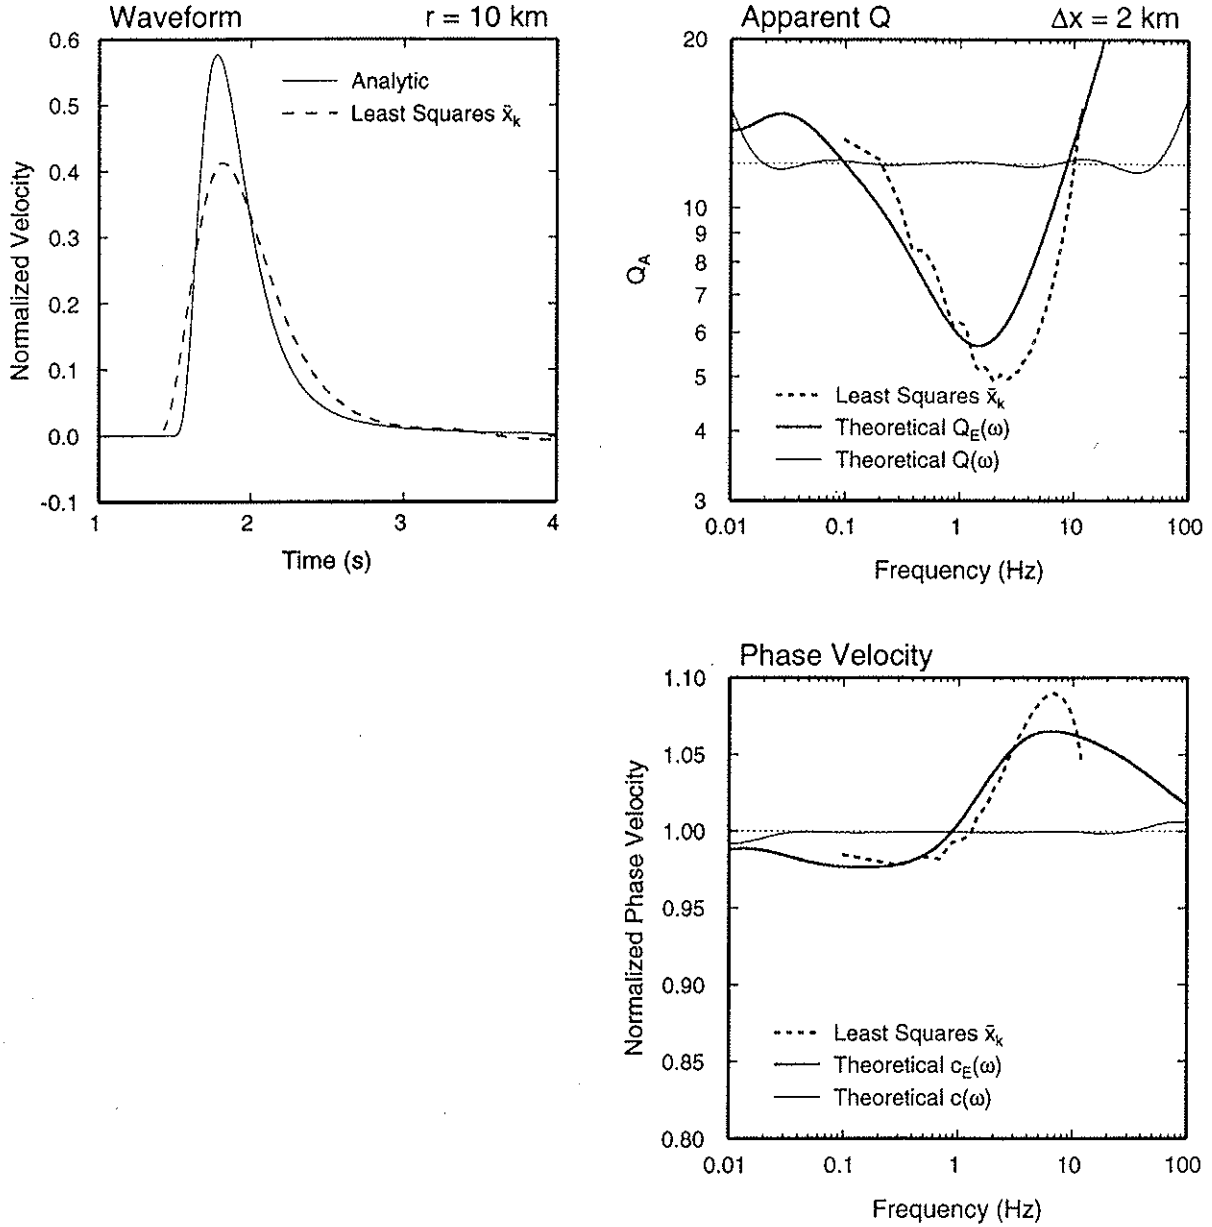 Waveform r = 10 km
0.6
0.5
0.4
0.3
0.2
0.1
0.0
-0.1
Normalized Velocity
Analytic
Least Squares x̄ₖ
1 2 3 4
Time (s)
Apparent Q Δx = 2 km
20
10
9
8
7
6
5
4
3
Q_A
Least Squares x̄ₖ
Theoretical Q_E(ω)
Theoretical Q(ω)
0.01 0.1 1 10 100
Frequency (Hz)
Phase Velocity
1.10
1.05
1.00
0.95
0.90
0.85
0.80
Normalized Phase Velocity
Least Squares x̄ₖ
Theoretical c_E(ω)
Theoretical c(ω)
0.01 0.1 1 10 100
Frequency (Hz)